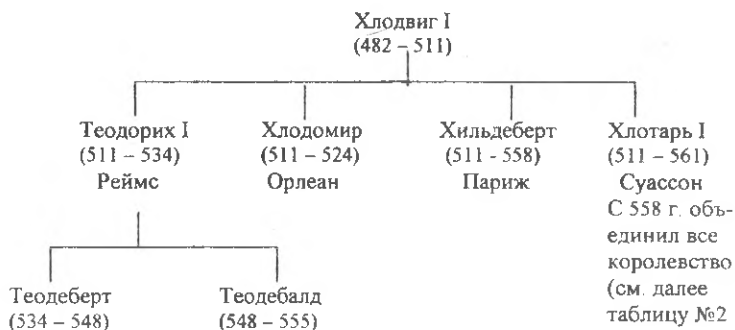 Хлодвиг I
(482 – 511)
Теодорих I
(511 – 534)
Реймс
Хлодомир
(511 – 524)
Орлеан
Хильдеберт
(511 - 558)
Париж
Хлотарь I
(511 – 561)
Суассон
С 558 г. объ-
единил все
королевство
(см. далее
таблицу №2
Теодеберт
(534 – 548)
Теодебалд
(548 – 555)